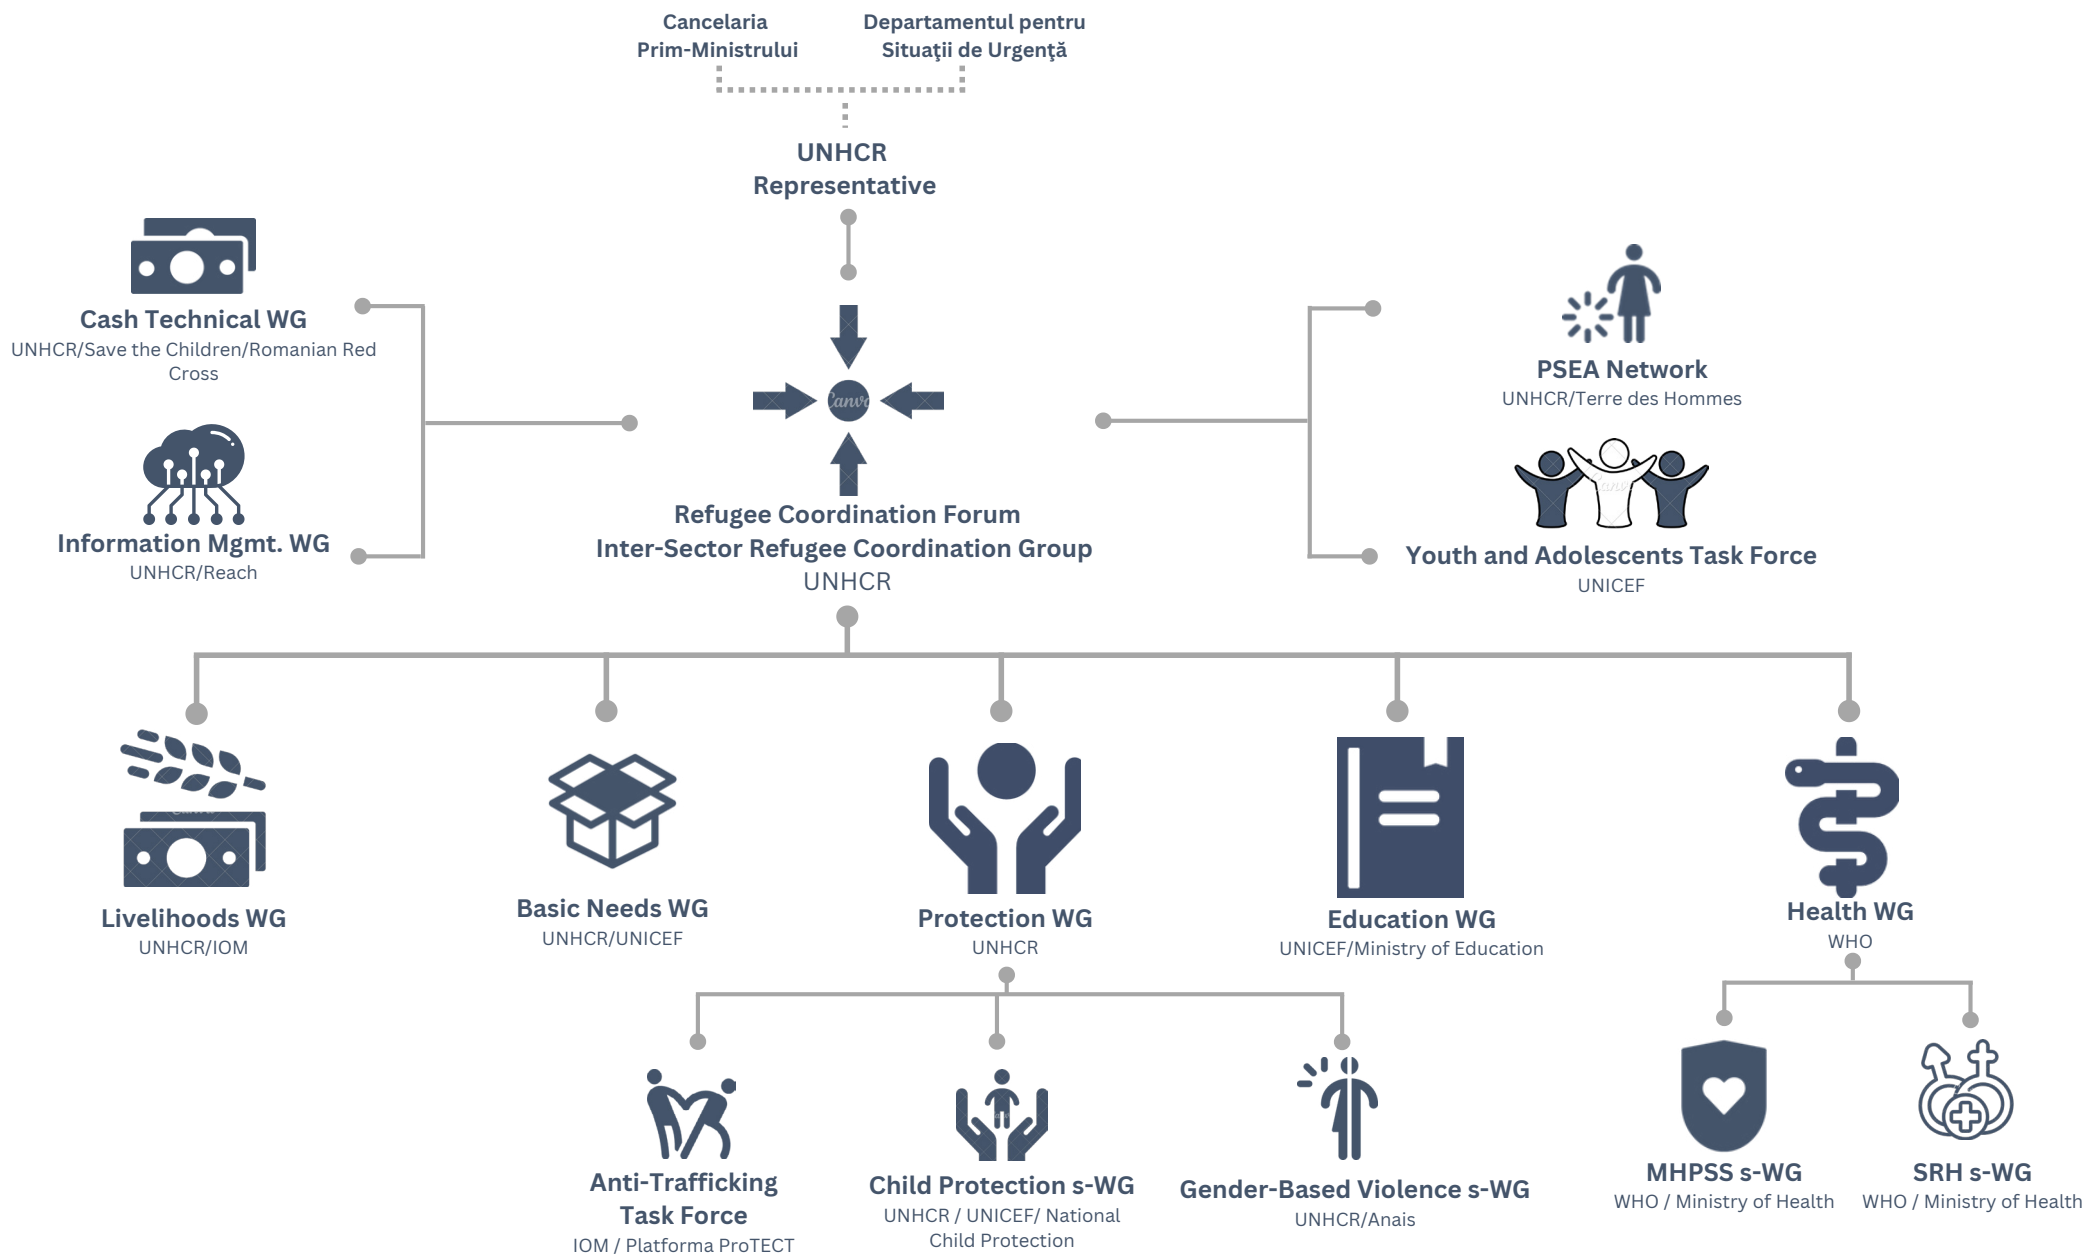 Cancelaria
Prim-Ministrului
Departamentul pentru
Situaţii de Urgenţă
UNHCR
Representative
Cash Technical WG
UNHCR/Save the Children/Romanian Red
Cross
Information Mgmt. WG
UNHCR/Reach
Canva
Refugee Coordination Forum
Inter-Sector Refugee Coordination Group
UNHCR
PSEA Network
UNHCR/Terre des Hommes
Youth and Adolescents Task Force
UNICEF
Livelihoods WG
UNHCR/IOM
Basic Needs WG
UNHCR/UNICEF
Protection WG
UNHCR
Education WG
UNICEF/Ministry of Education
Health WG
WHO
Anti-Trafficking
Task Force
IOM / Platforma ProTECT
Child Protection s-WG
UNHCR / UNICEF/ National
Child Protection
Gender-Based Violence s-WG
UNHCR/Anais
MHPSS s-WG
WHO / Ministry of Health
SRH s-WG
WHO / Ministry of Health